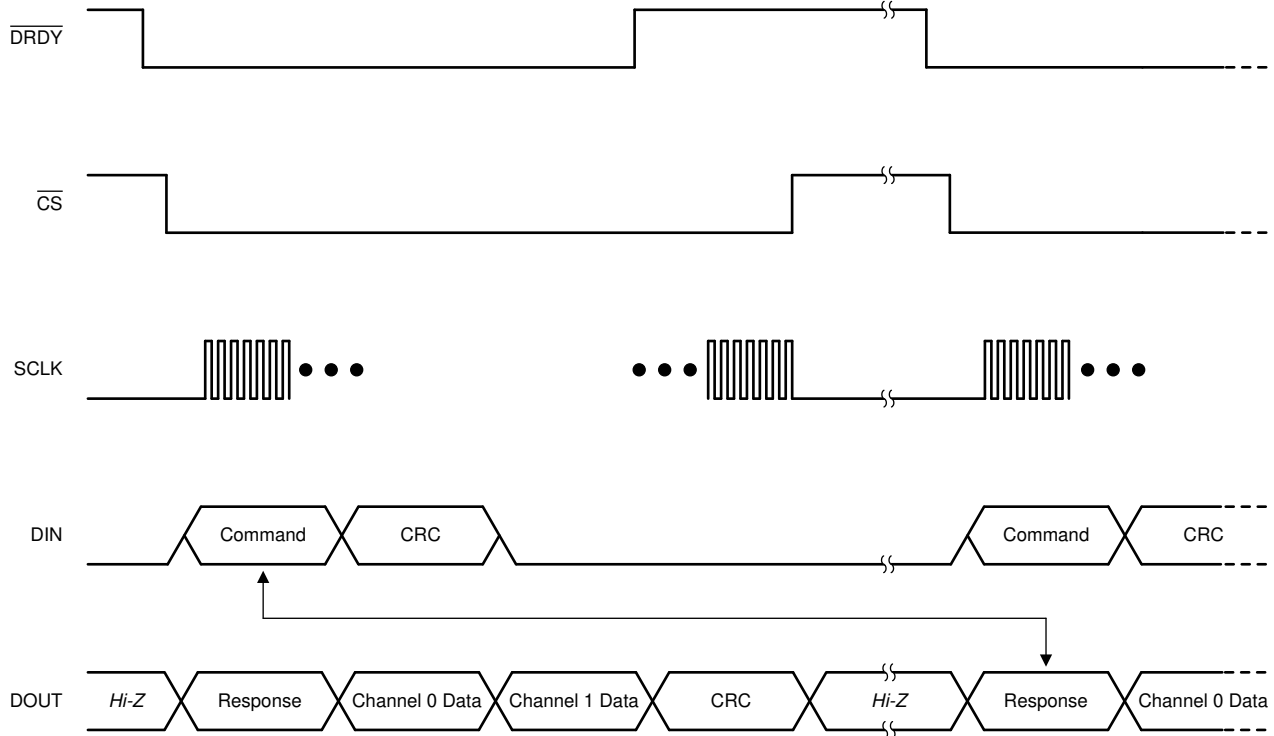 DRDY
CS
SCLK
DIN Command CRC Command CRC
DOUT Hi-Z Response Channel 0 Data Channel 1 Data CRC Hi-Z Response Channel 0 Data